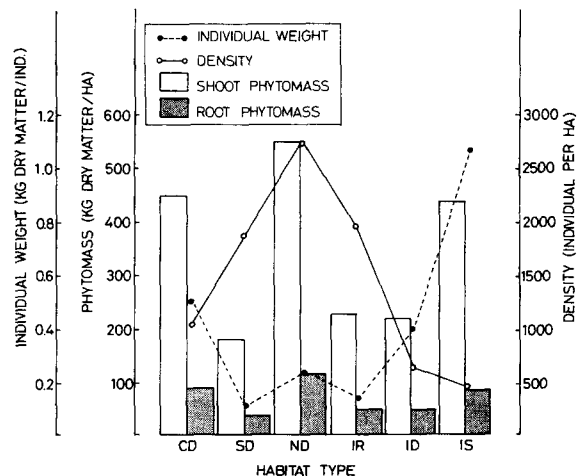 INDIVIDUAL WEIGHT
DENSITY
SHOOT PHYTOMASS
ROOT PHYTOMASS
INDIVIDUAL WEIGHT (KG DRY MATTER/IND.)
1.2
1.0
0.8
0.6
0.4
0.2
PHYTOMASS (KG DRY MATTER/HA)
600
500
400
300
200
100
3000
2500
2000
1500
1000
500
DENSITY (INDIVIDUAL PER HA)
CD SD ND IR ID IS
HABITAT TYPE